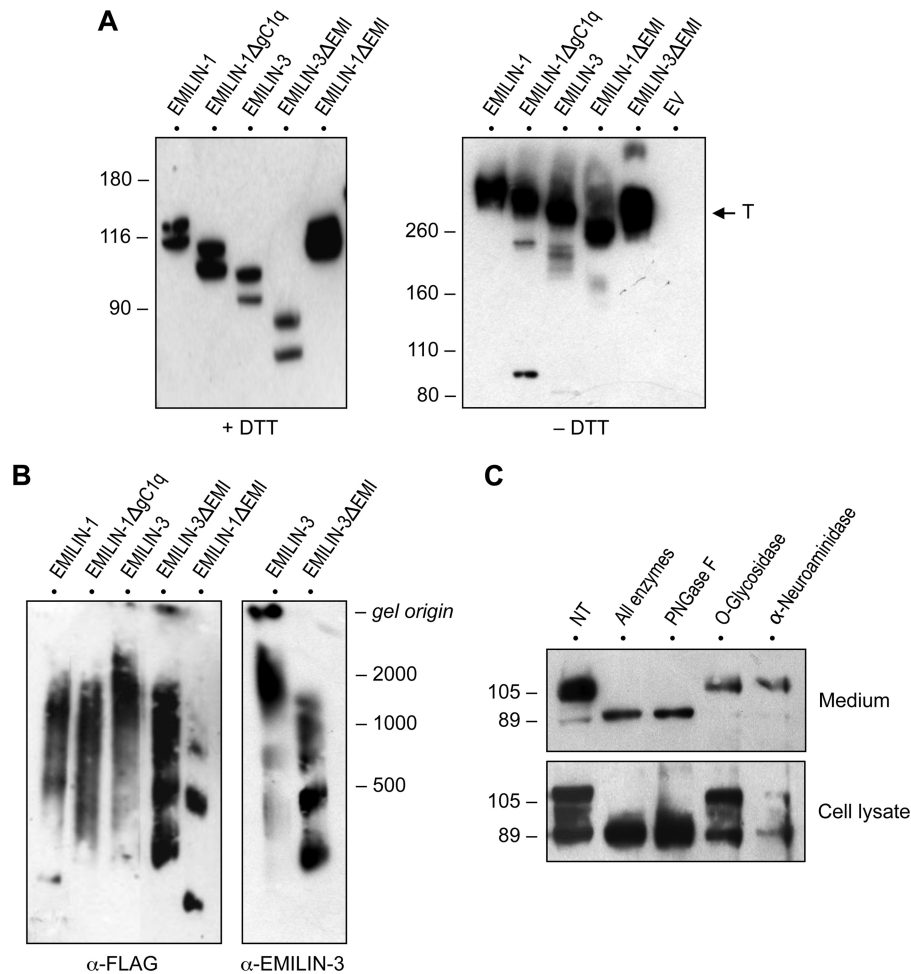 A
EMILIN-1
EMILIN-1ΔgC1q
EMILIN-3
EMILIN-3ΔEMI
EMILIN-1ΔEMI
180 –
116 –
90 –
+ DTT
EMILIN-1
EMILIN-1ΔgC1q
EMILIN-3
EMILIN-1ΔEMI
EMILIN-3ΔEMI
EV
260 –
160 –
110 –
80 –
T
– DTT
B
EMILIN-1
EMILIN-1ΔgC1q
EMILIN-3
EMILIN-3ΔEMI
EMILIN-1ΔEMI
α-FLAG
EMILIN-3
EMILIN-3ΔEMI
– gel origin
– 2000
– 1000
– 500
α-EMILIN-3
C
NT
All enzymes
PNGase F
O-Glycosidase
α-Neuroaminidase
105 –
89 –
Medium
105 –
89 –
Cell lysate